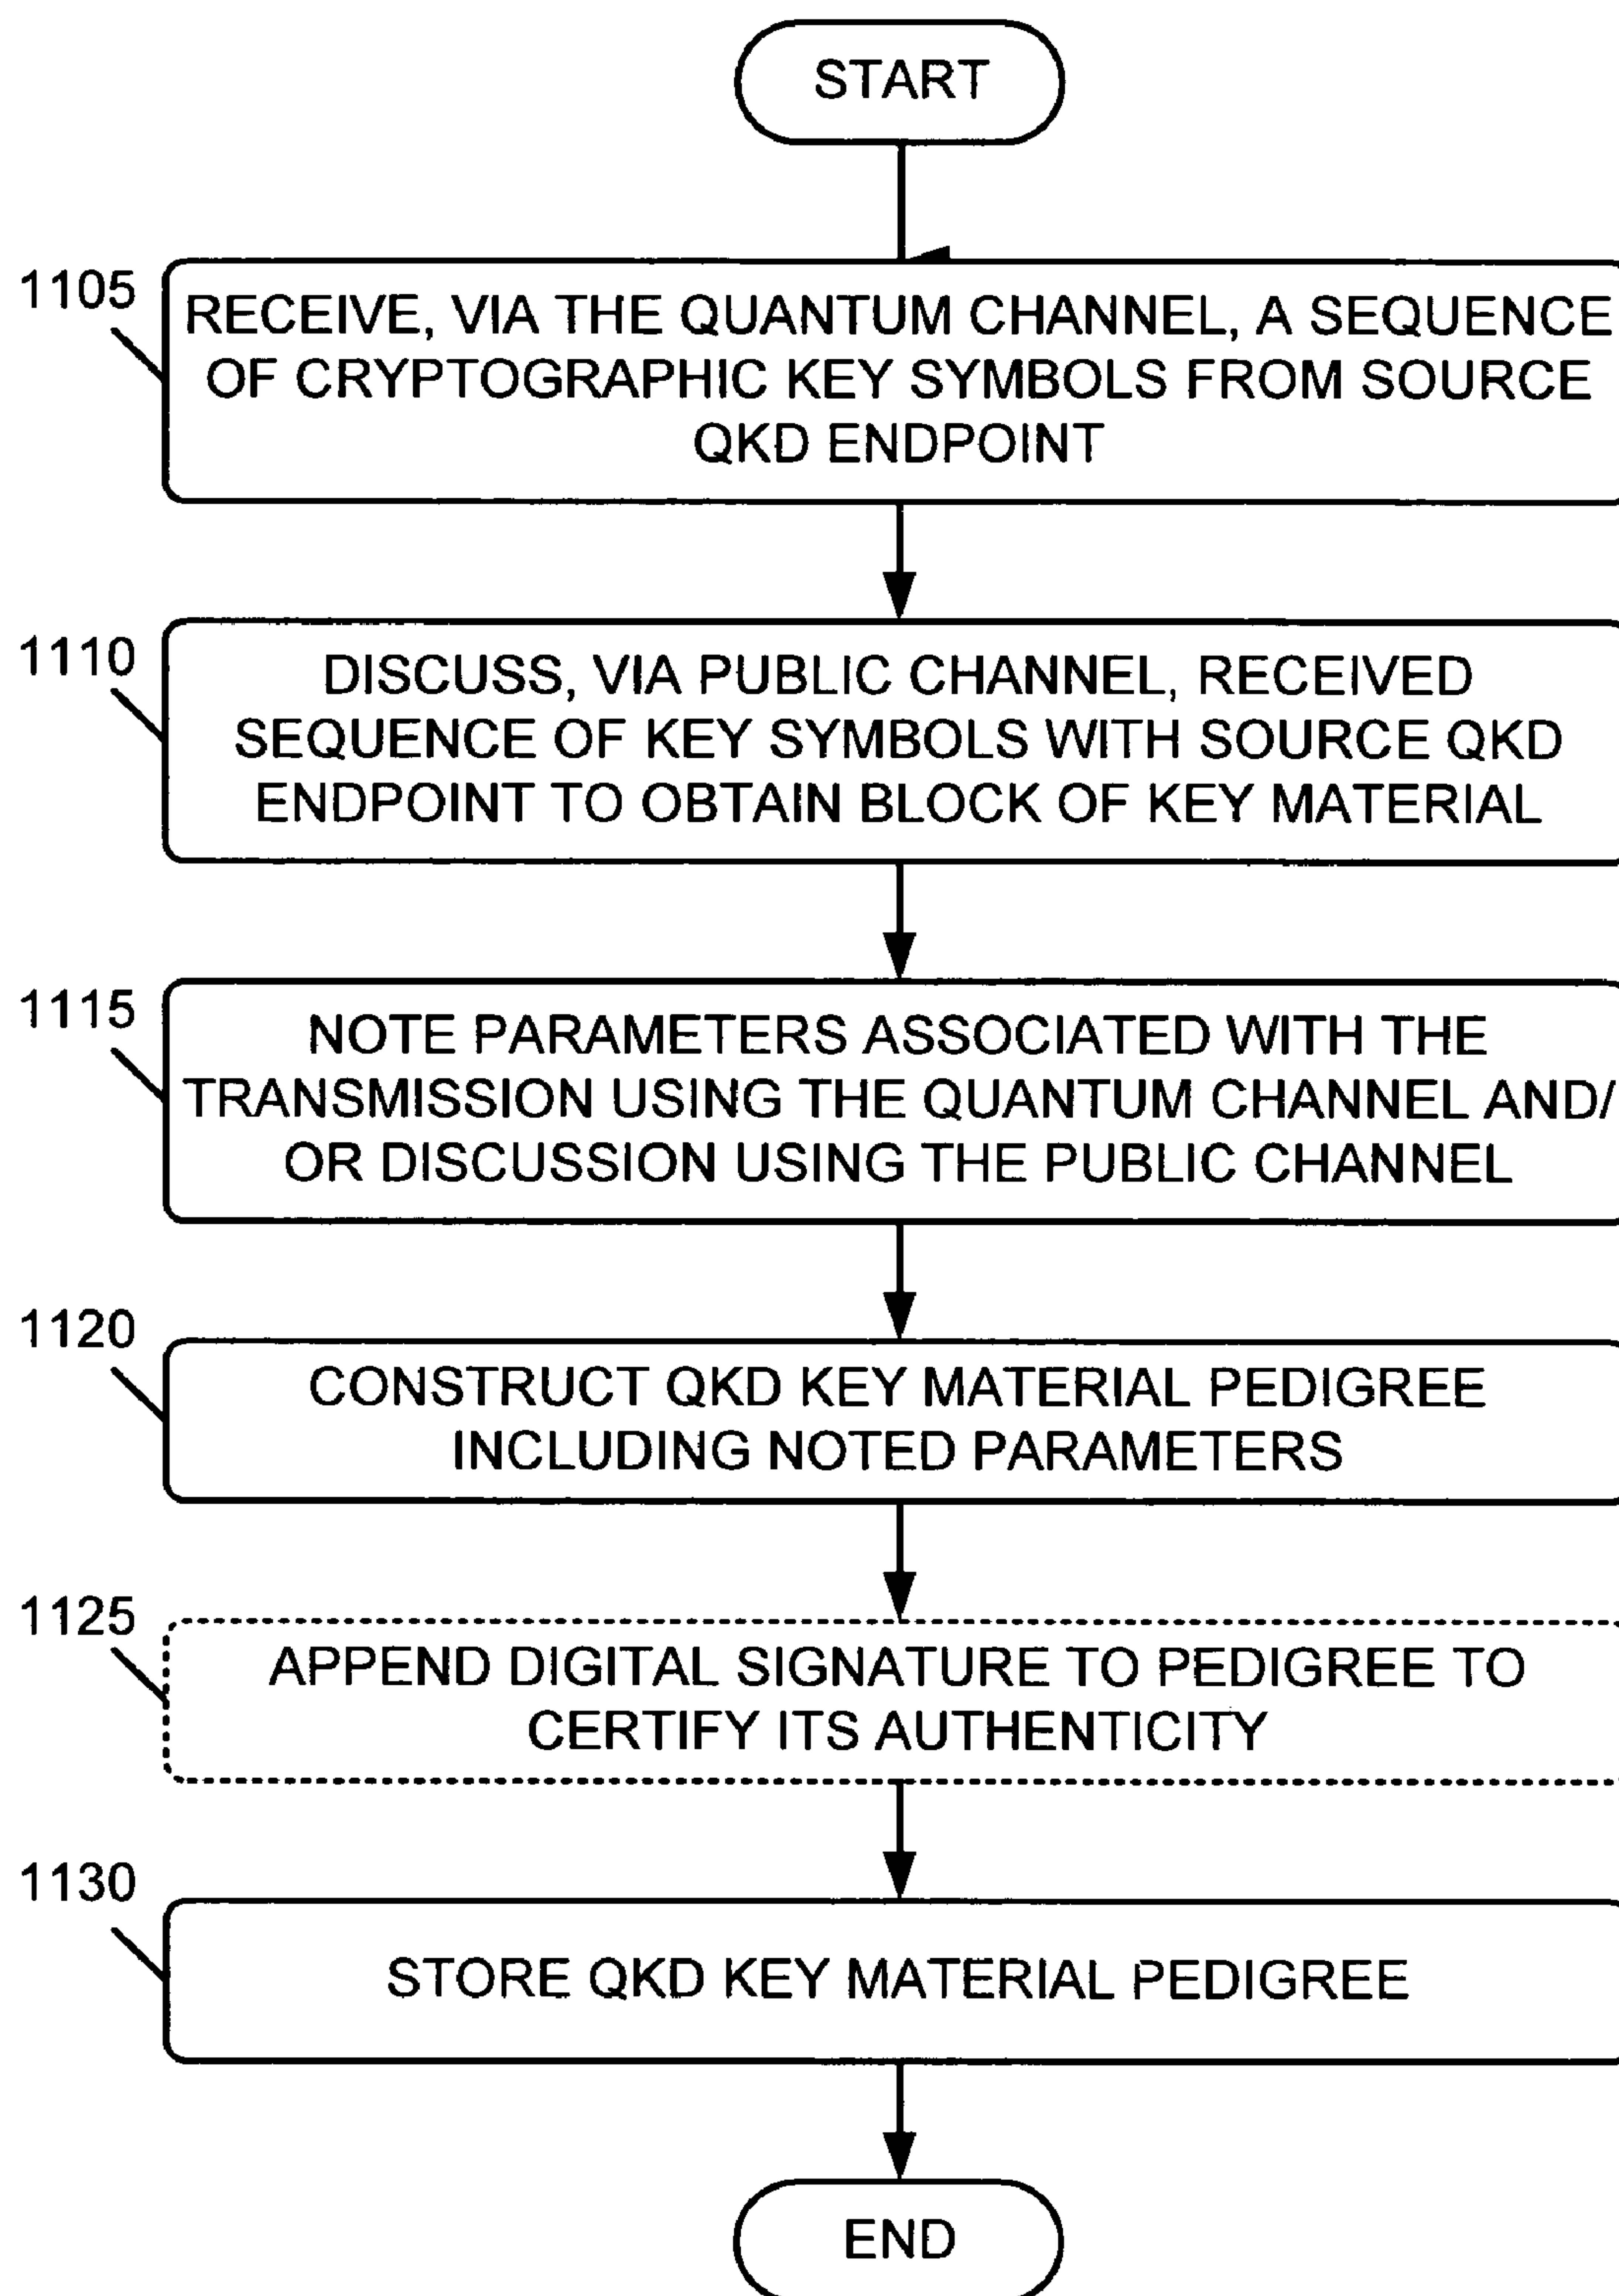 START
1105
RECEIVE, VIA THE QUANTUM CHANNEL, A SEQUENCE
OF CRYPTOGRAPHIC KEY SYMBOLS FROM SOURCE
QKD ENDPOINT
1110
DISCUSS, VIA PUBLIC CHANNEL, RECEIVED
SEQUENCE OF KEY SYMBOLS WITH SOURCE QKD
ENDPOINT TO OBTAIN BLOCK OF KEY MATERIAL
1115
NOTE PARAMETERS ASSOCIATED WITH THE
TRANSMISSION USING THE QUANTUM CHANNEL AND/
OR DISCUSSION USING THE PUBLIC CHANNEL
1120
CONSTRUCT QKD KEY MATERIAL PEDIGREE
INCLUDING NOTED PARAMETERS
1125
APPEND DIGITAL SIGNATURE TO PEDIGREE TO
CERTIFY ITS AUTHENTICITY
1130
STORE QKD KEY MATERIAL PEDIGREE
END